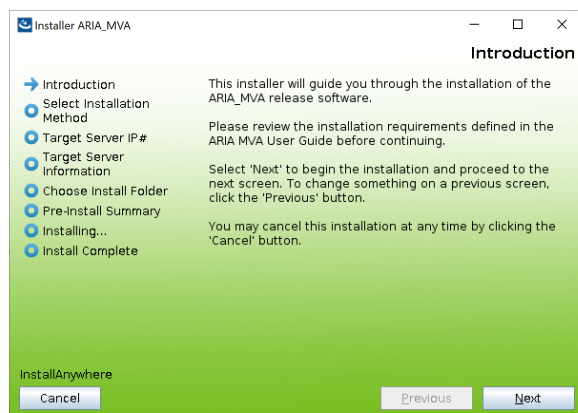 Installer ARIA_MVA
Introduction
Introduction
Select Installation
Method
Target Server IP#
Target Server
Information
Choose Install Folder
Pre-Install Summary
Installing...
Install Complete
This installer will guide you through the installation of the
ARIA_MVA release software.
Please review the installation requirements defined in the
ARIA MVA User Guide before continuing.
Select 'Next' to begin the installation and proceed to the
next screen. To change something on a previous screen,
click the 'Previous' button.
You may cancel this installation at any time by clicking the
'Cancel' button.
InstallAnywhere
Cancel
Previous
Next